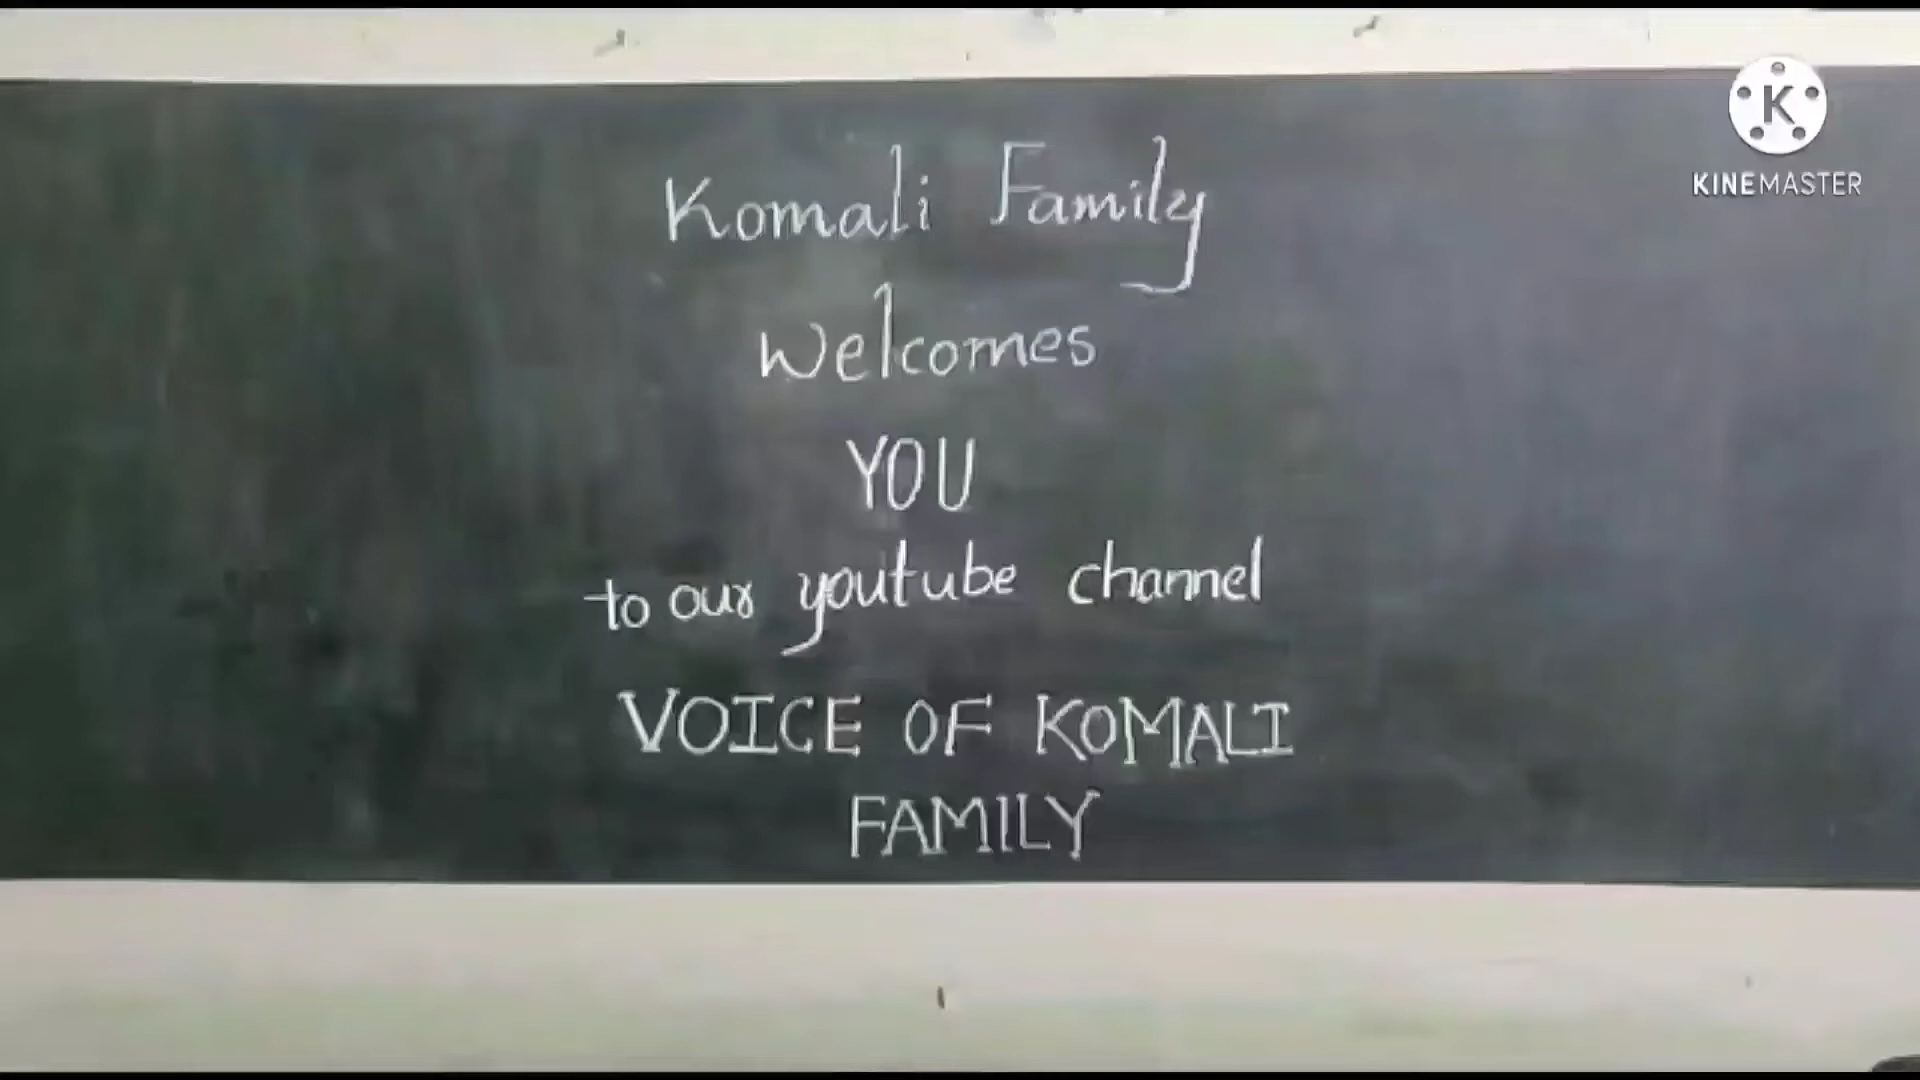 Komali Family
Welcomes
YOU
to our youtube channel
VOICE OF KOMALI
FAMILY
K
KINEMASTER